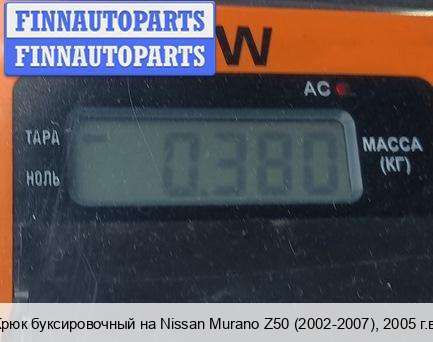 FINNAUTOPARTS
FINNAUTOPARTS
W
AC
ТАРА
0.380
МАССА
(КГ)
НОЛЬ
Крюк буксировочный на Nissan Murano Z50 (2002-2007), 2005 г.в